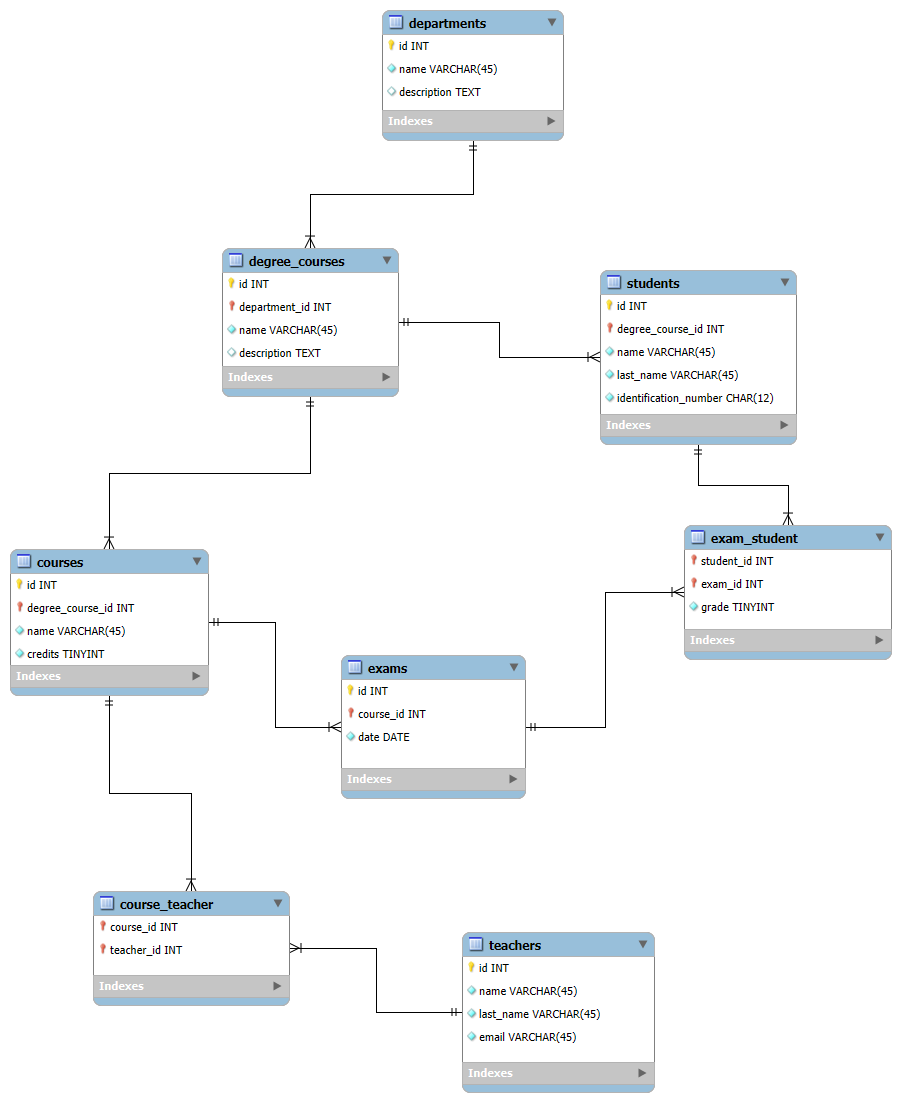 departments
id INT
name VARCHAR(45)
description TEXT
Indexes
degree_courses
id INT
department_id INT
name VARCHAR(45)
description TEXT
Indexes
students
id INT
degree_course_id INT
name VARCHAR(45)
last_name VARCHAR(45)
identification_number CHAR(12)
Indexes
exam_student
student_id INT
exam_id INT
grade TINYINT
Indexes
courses
id INT
degree_course_id INT
name VARCHAR(45)
credits TINYINT
Indexes
exams
id INT
course_id INT
date DATE
Indexes
course_teacher
course_id INT
teacher_id INT
Indexes
teachers
id INT
name VARCHAR(45)
last_name VARCHAR(45)
email VARCHAR(45)
Indexes